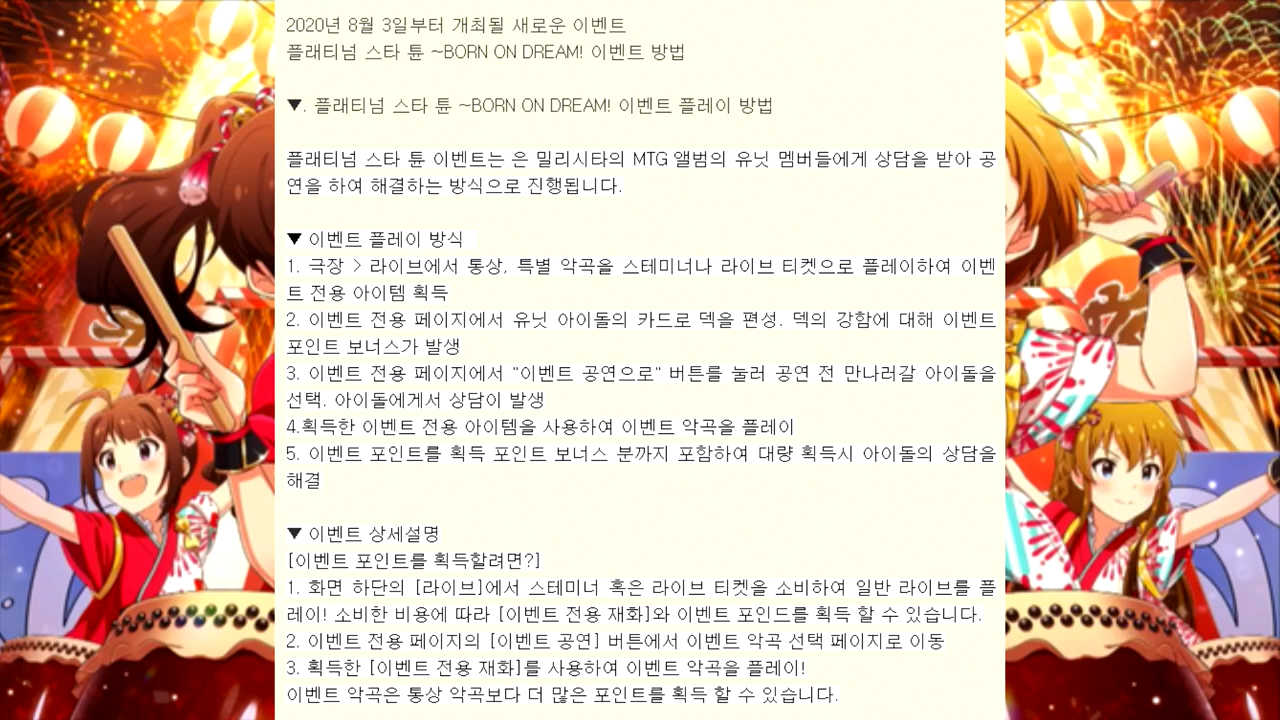 2020년 8월 3일부터 개최될 새로운 이벤트
플래티넘 스타 튠 ~BORN ON DREAM! 이벤트 방법
▼. 플래티넘 스타 튠 ~BORN ON DREAM! 이벤트 플레이 방법
플래티넘 스타 튠 이벤트는 은 밀리시타의 MTG 앨범의 유닛 멤버들에게 상담을 받아 공
연을 하여 해결하는 방식으로 진행됩니다.
▼ 이벤트 플레이 방식
1. 극장 > 라이브에서 통상, 특별 악곡을 스테미너나 라이브 티켓으로 플레이하여 이벤
트 전용 아이템 획득
2. 이벤트 전용 페이지에서 유닛 아이돌의 카드로 덱을 편성. 덱의 강함에 대해 이벤트
포인트 보너스가 발생
3. 이벤트 전용 페이지에서 "이벤트 공연으로" 버튼를 눌러 공연 전 만나러갈 아이돌을
선택. 아이돌에게서 상담이 발생
4.획득한 이벤트 전용 아이템을 사용하여 이벤트 악곡을 플레이
5. 이벤트 포인트를 획득 포인트 보너스 분까지 포함하여 대량 획득시 아이돌의 상담을
해결
▼ 이벤트 상세설명
[이벤트 포인트를 획득할려면?]
1. 화면 하단의 [라이브]에서 스테미너 혹은 라이브 티켓을 소비하여 일반 라이브를 플
레이! 소비한 비용에 따라 [이벤트 전용 재화]와 이벤트 포인드를 획득 할 수 있습니다.
2. 이벤트 전용 페이지의 [이벤트 공연] 버튼에서 이벤트 악곡 선택 페이지로 이동
3. 획득한 [이벤트 전용 재화]를 사용하여 이벤트 악곡을 플레이!
이벤트 악곡은 통상 악곡보다 더 많은 포인트를 획득 할 수 있습니다.